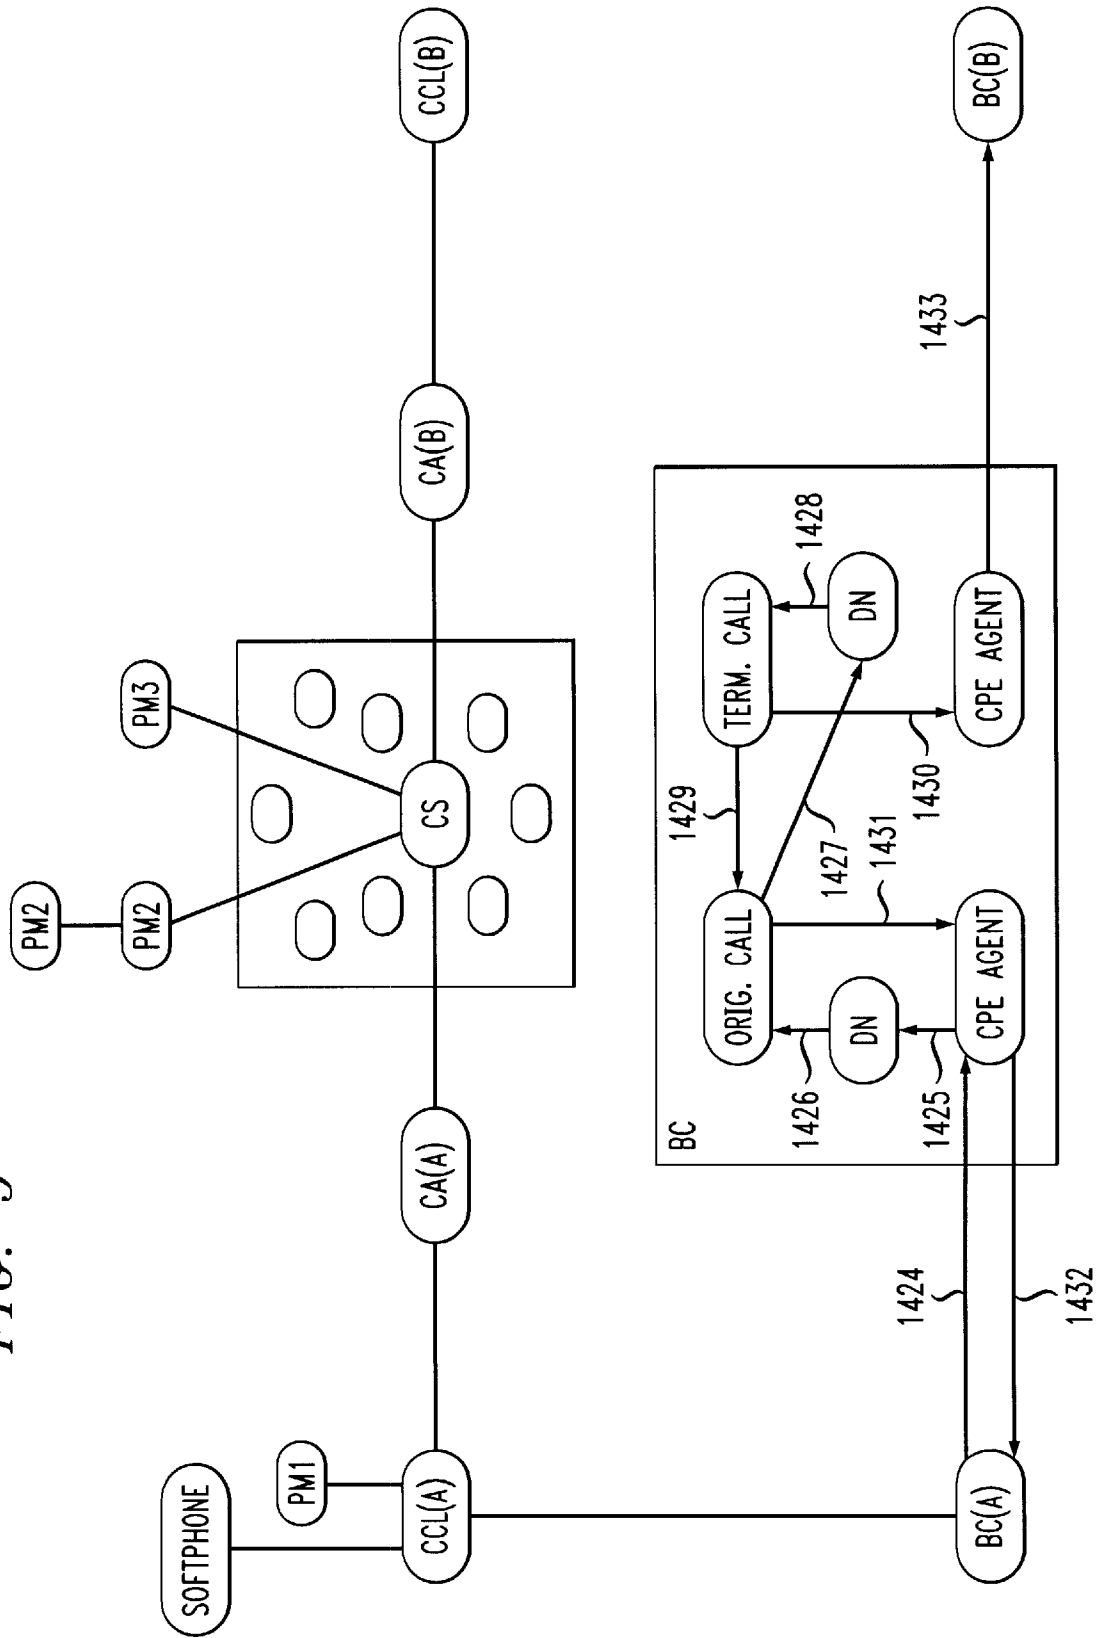 FIG.
PM2
PM2
PM3
SOFTPHONE
PM1
CCL(A)
CA(A)
CS
CA(B)
CCL(B)
BC
1429
ORIG. CALL
TERM. CALL
1426
1428
1427
DN
DN
1431
1424
1425
1430
1433
BC(A)
CPE AGENT
CPE AGENT
BC(B)
1432